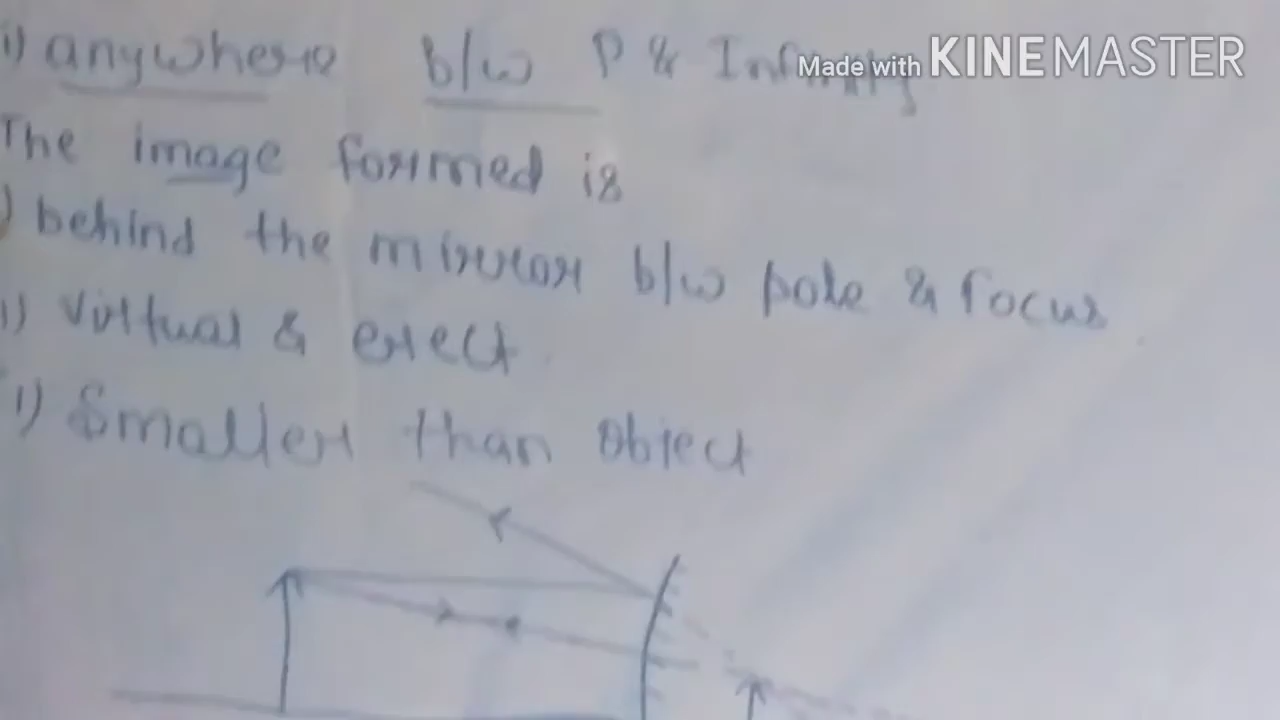 i) anywhere b/w P & Infinity
Made with KINEMASTER
The image formed is
) behind the mirror b/w pole & focus
i) Virtual & erect
i) Smaller than object